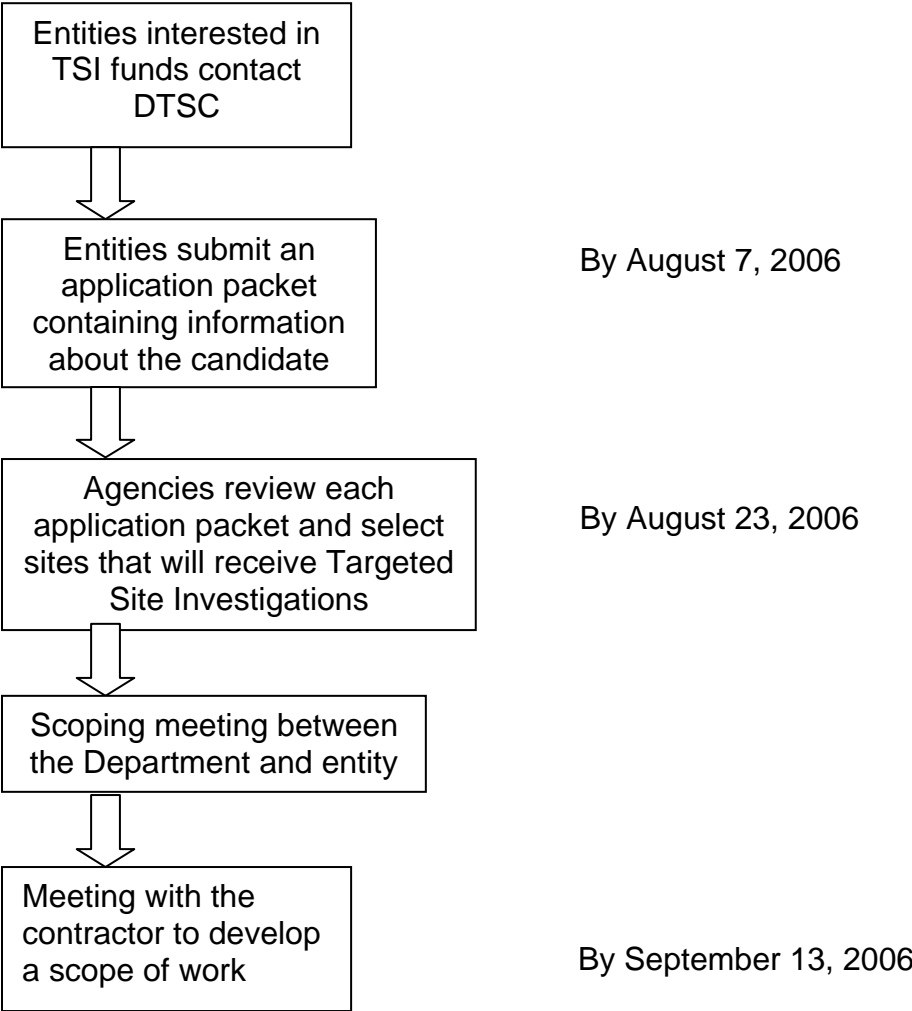 Entities interested in
TSI funds contact
DTSC
Entities submit an
application packet
containing information
about the candidate
By August 7, 2006
Agencies review each
application packet and select
sites that will receive Targeted
Site Investigations
By August 23, 2006
Scoping meeting between
the Department and entity
Meeting with the
contractor to develop
a scope of work
By September 13, 2006